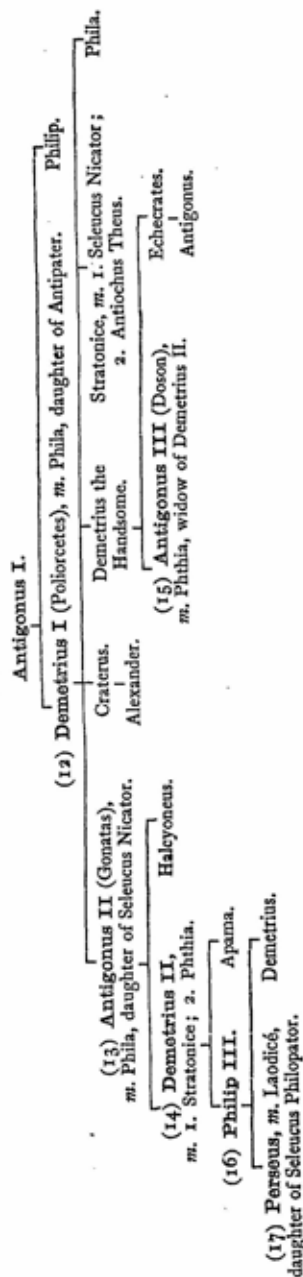 Antigonus I.
(12) Demetrius I (Poliorcetes), m. Phila, daughter of Antipater.
Philip.
(13) Antigonus II (Gonatas),
m. Phila, daughter of Seleucus Nicator.
Craterus.
Alexander.
Demetrius the
Handsome.
Stratonice, m. 1. Seleucus Nicator;
2. Antiochus Theus.
Phila.
(14) Demetrius II,
m. 1. Stratonice; 2. Phthia.
Halcyoneus.
(15) Antigonus III (Doson),
m. Phthia, widow of Demetrius II.
Echecrates.
Antigonus.
(16) Philip III.
Apama.
(17) Perseus, m. Laodicé,
daughter of Seleucus Philopator.
Demetrius.